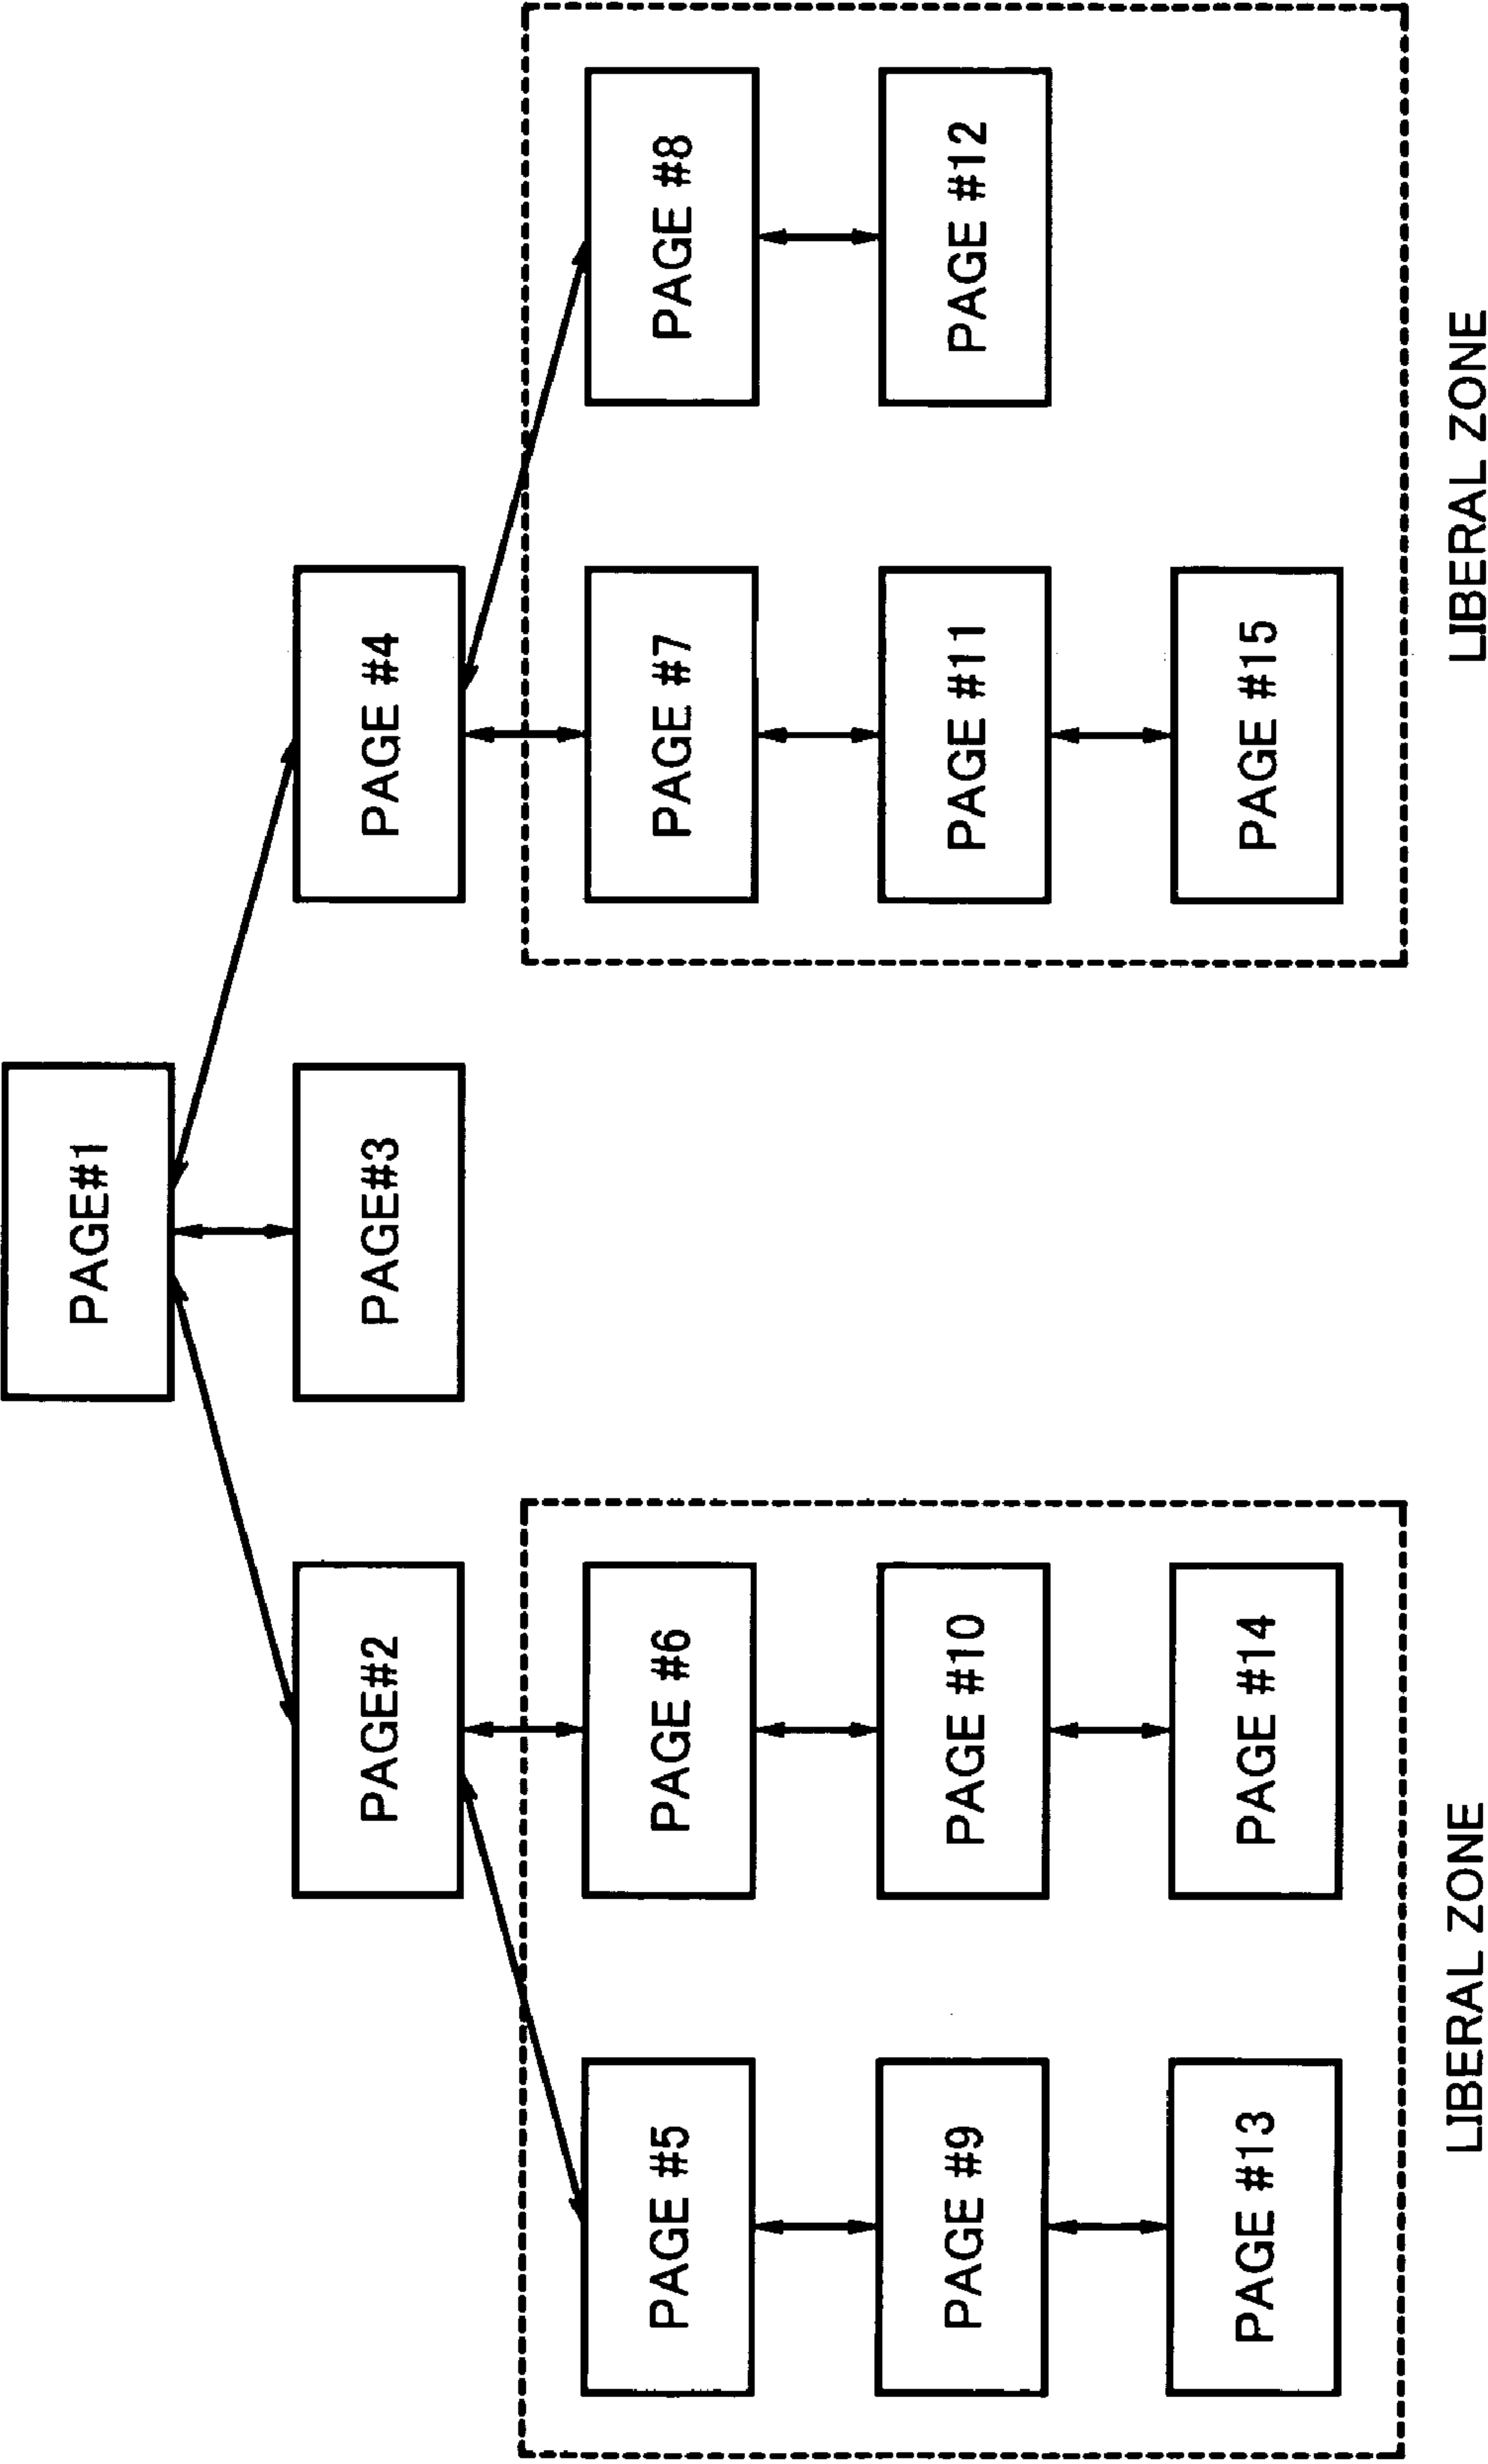 PAGE#1
PAGE#2
PAGE#3
PAGE #4
PAGE #5
PAGE #6
PAGE #7
PAGE #8
PAGE #9
PAGE #10
PAGE #11
PAGE #12
PAGE #13
PAGE #14
PAGE #15
LIBERAL ZONE
LIBERAL ZONE